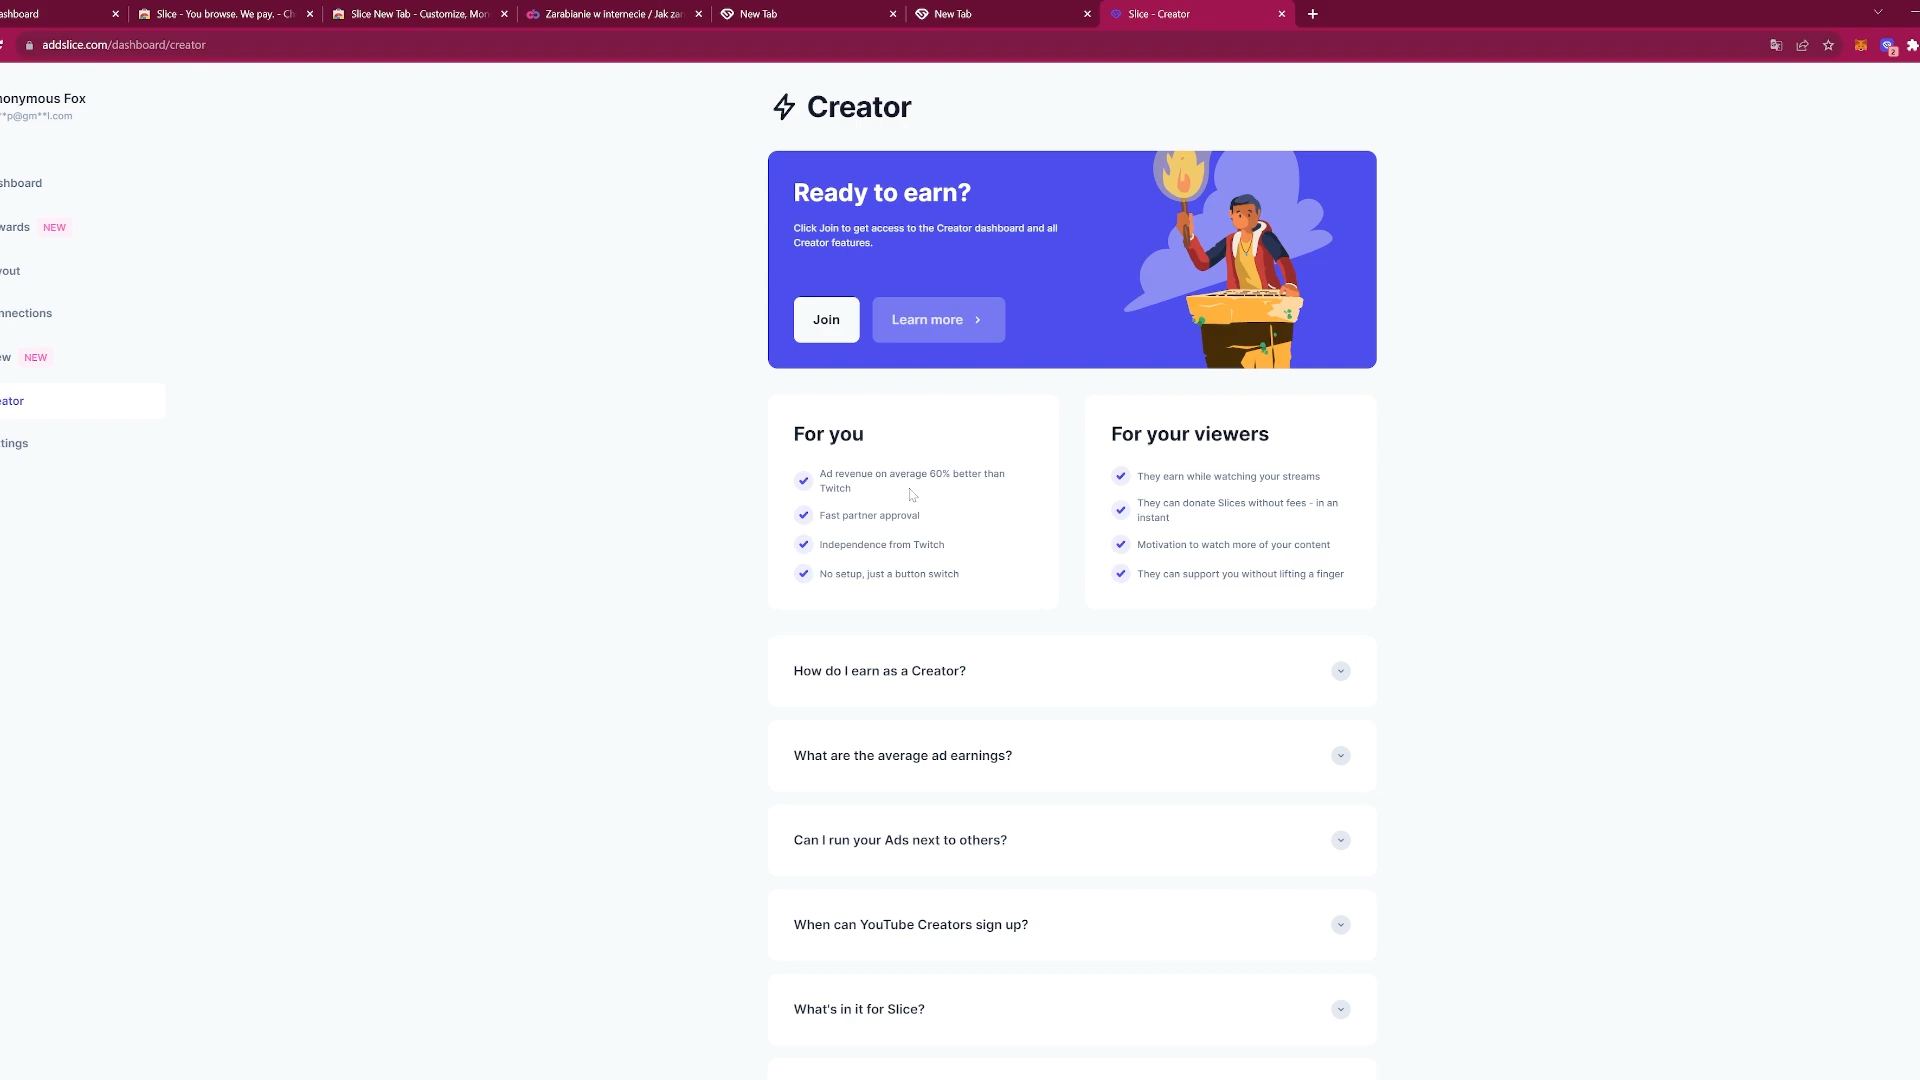 ashboard
Slice - You browse. We pay. - Ch
Slice New Tab - Customize, Mon
Zarabianie w internecie / Jak zar
New Tab
New Tab
Slice - Creator
addslice.com/dashboard/creator
2
nonymous Fox
**p@gm**l.com
shboard
wards NEW
yout
nnections
ew NEW
eator
ttings
Creator
Ready to earn?
Click Join to get access to the Creator dashboard and all
Creator features.
Join
Learn more
For you
Ad revenue on average 60% better than
Twitch
Fast partner approval
Independence from Twitch
No setup, just a button switch
For your viewers
They earn while watching your streams
They can donate Slices without fees - in an
instant
Motivation to watch more of your content
They can support you without lifting a finger
How do I earn as a Creator?
What are the average ad earnings?
Can I run your Ads next to others?
When can YouTube Creators sign up?
What's in it for Slice?